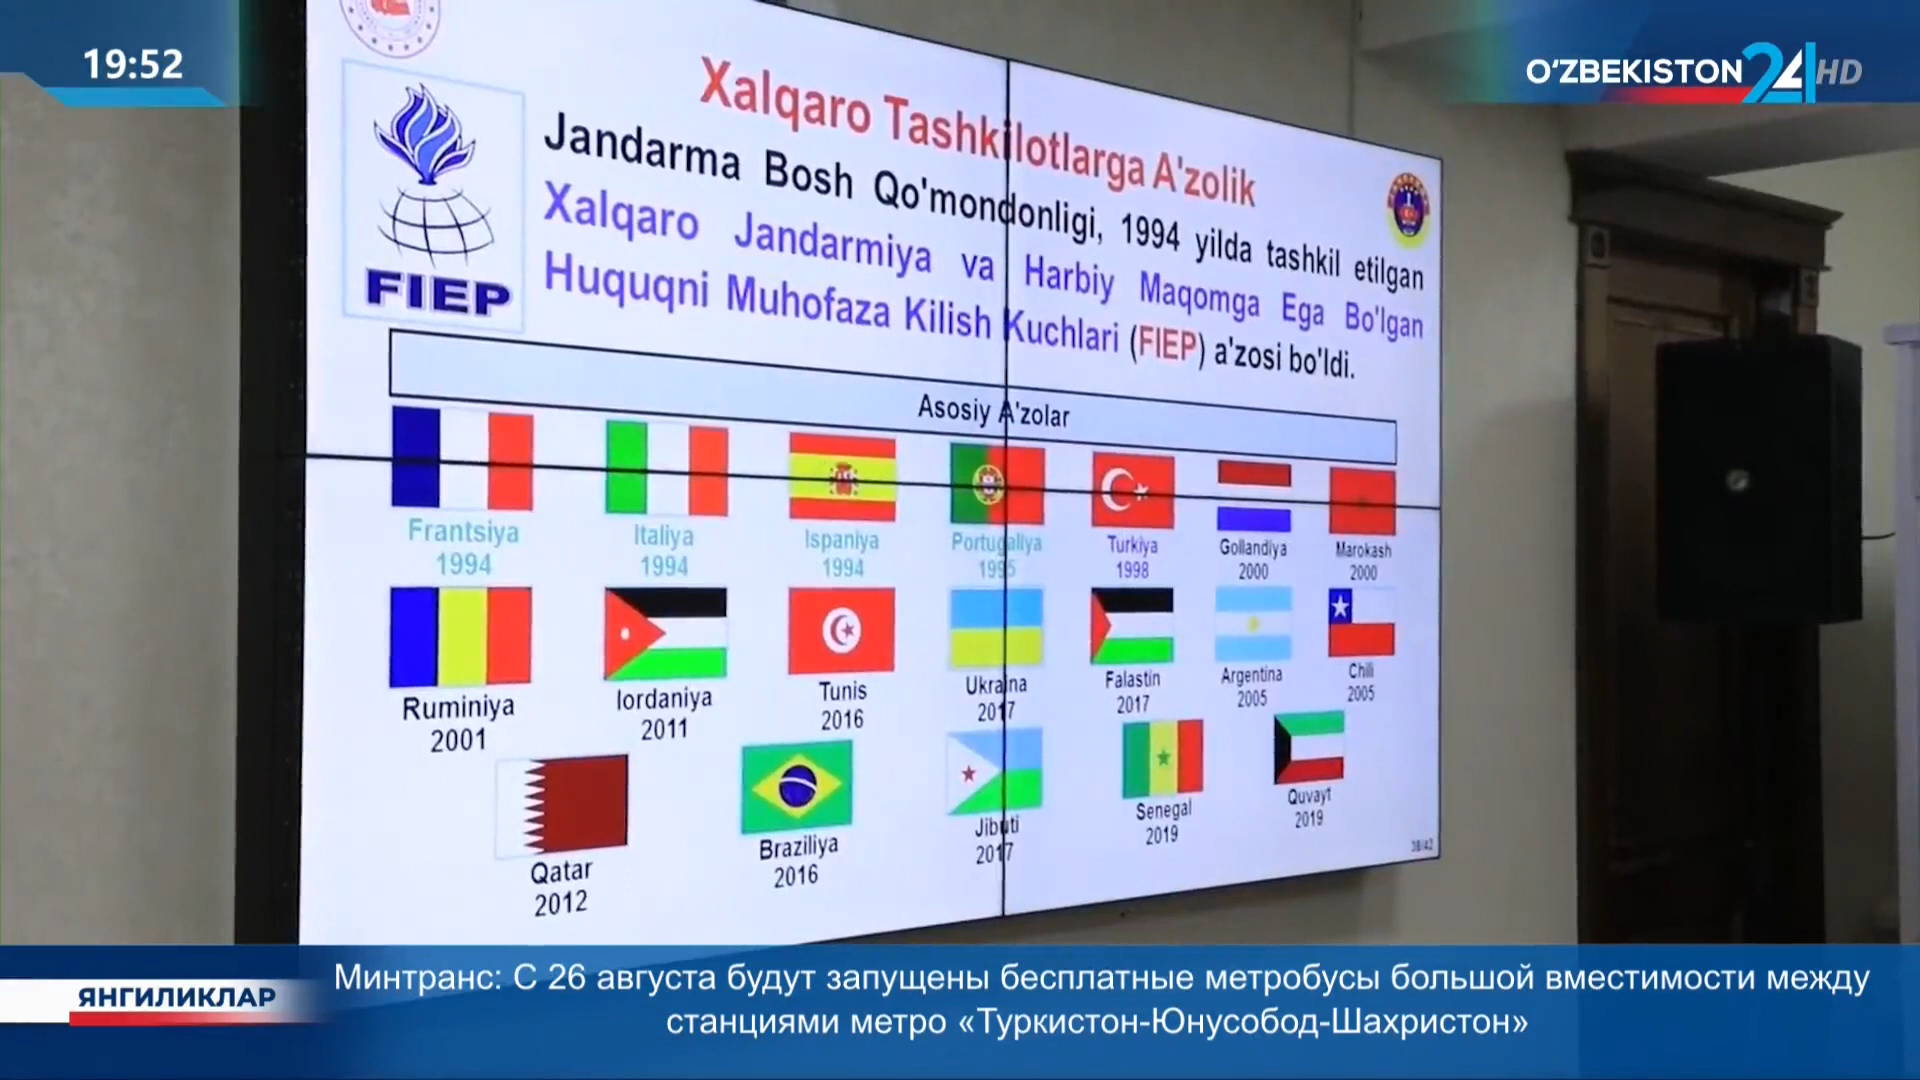 19:52
O‘ZBEKISTON 24 HD
Xalqaro Tashkilotlarga A'zolik
Jandarma Bosh Qo'mondonligi, 1994 yilda tashkil etilgan
Xalqaro Jandarmiya va Harbiy Maqomga Ega Bo'lgan
Huquqni Muhofaza Kilish Kuchlari (FIEP) a'zosi bo'ldi.
FIEP
Asosiy A'zolar
Frantsiya Italiya Ispaniya Portugaliya Turkiya Gollandiya Marokash
1994 1994 1994 1995 1998 2000 2000
Ruminiya Iordaniya Tunis Ukraina Falastin Argentina Chili
2001 2011 2016 2017 2017 2005 2005
Qatar Braziliya Jibuti Senegal Quvayt
2012 2016 2017 2019 2019
38/42
ЯНГИЛИКЛАР
Минтранс: С 26 августа будут запущены бесплатные метробусы большой вместимости между
станциями метро «Туркистон-Юнусобод-Шахристон»